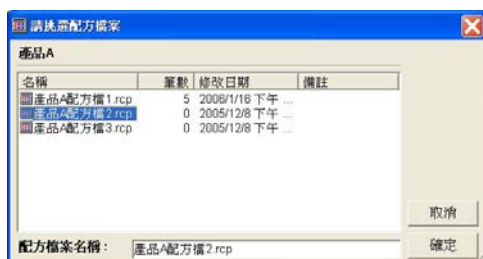 請挑選配方檔案
產品A
名稱 筆數 修改日期 備註
產品A配方檔1.rcp 5 2006/1/16 下午 ...
產品A配方檔2.rcp 0 2005/12/8 下午 ...
產品A配方檔3.rcp 0 2005/12/8 下午 ...
取消
配方檔案名稱： 產品A配方檔2.rcp 確定